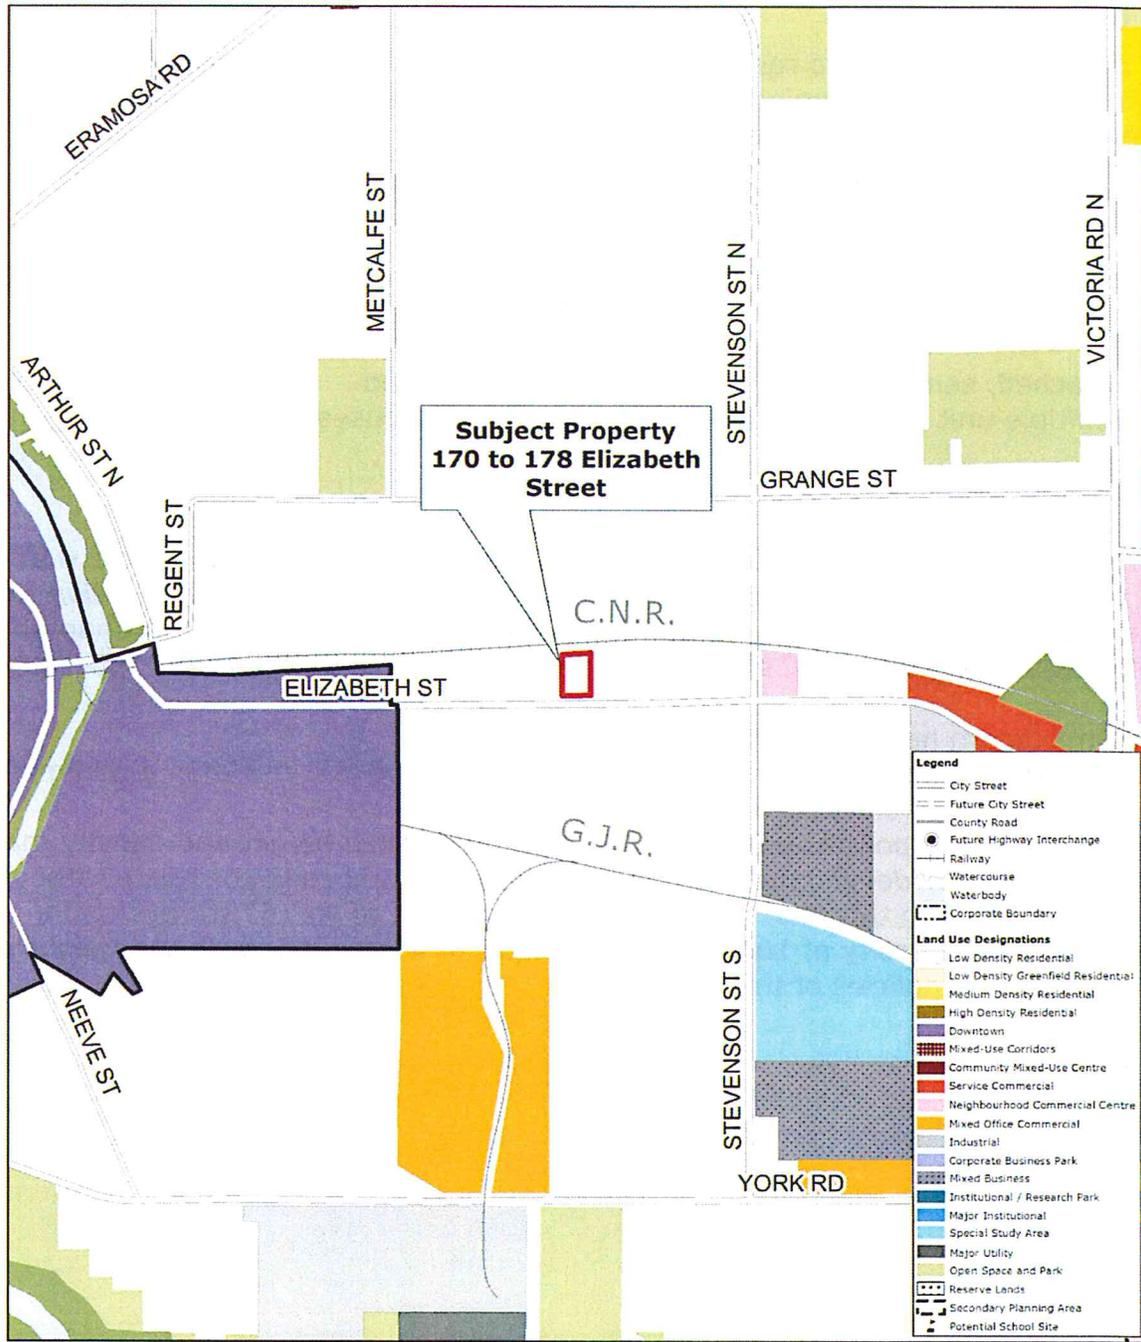 ERAMOSA RD
METCALFE ST
STEVENSON ST N
VICTORIA RD N
ARTHUR ST N
Subject Property
170 to 178 Elizabeth
Street
GRANGE ST
REGENT ST
C.N.R.
ELIZABETH ST
G.J.R.
NEEVE ST
STEVENSON ST S
YORK RD
Legend
City Street
Future City Street
County Road
Future Highway Interchange
Railway
Watercourse
Waterbody
Corporate Boundary
Land Use Designations
Low Density Residential
Low Density Greenfield Residential
Medium Density Residential
High Density Residential
Downtown
Mixed-Use Corridors
Community Mixed-Use Centre
Service Commercial
Neighbourhood Commercial Centre
Mixed Office Commercial
Industrial
Corporate Business Park
Mixed Business
Institutional / Research Park
Major Institutional
Special Study Area
Major Utility
Open Space and Park
Reserve Lands
Secondary Planning Area
Potential School Site